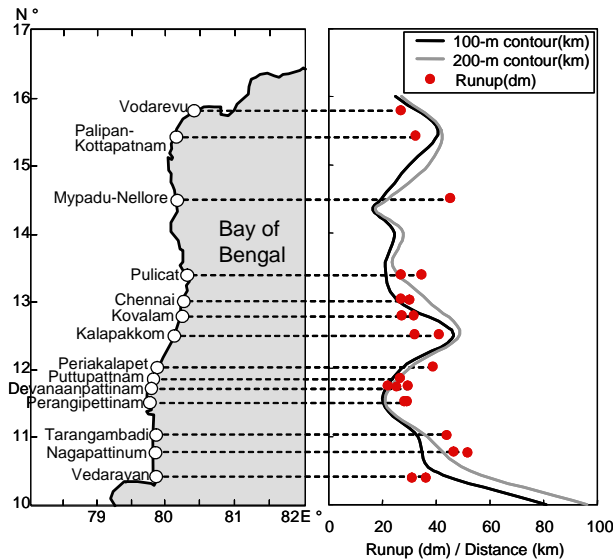 N °
17
16
15
14
13
12
11
10
Vodarevu
Palipan-
Kottapatnam
Mypadu-Nellore
Bay of
Bengal
Pulicat
Chennai
Kovalam
Kalapakkom
Periakalapet
Puttupattnam
Devanaanpattinam
Perangipettinam
Tarangambadi
Nagapattinum
Vedarayan
79
80
81
82E °
100-m contour(km)
200-m contour(km)
Runup(dm)
0
20
40
60
80
100
Runup (dm) / Distance (km)